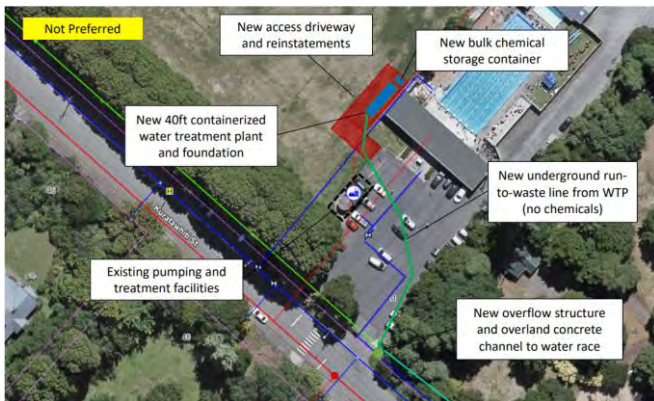 Not Preferred
New access driveway
and reinstatements
New bulk chemical
storage container
New 40ft containerized
water treatment plant
and foundation
New underground run-
to-waste line from WTP
(no chemicals)
Existing pumping and
treatment facilities
New overflow structure
and overland concrete
channel to water race
H
H
H
H